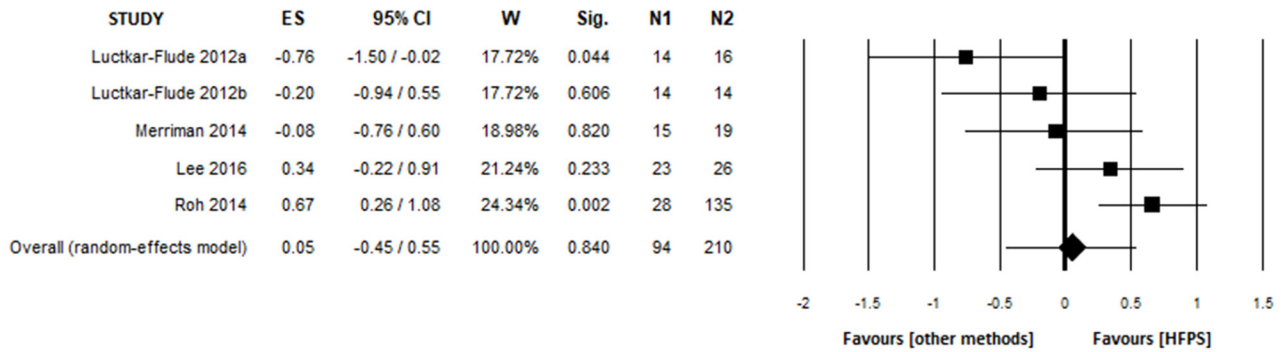 STUDY ES 95% CI W Sig. N1 N2
Luctkar-Flude 2012a -0.76 -1.50 / -0.02 17.72% 0.044 14 16
Luctkar-Flude 2012b -0.20 -0.94 / 0.55 17.72% 0.606 14 14
Merriman 2014 -0.08 -0.76 / 0.60 18.98% 0.820 15 19
Lee 2016 0.34 -0.22 / 0.91 21.24% 0.233 23 26
Roh 2014 0.67 0.26 / 1.08 24.34% 0.002 28 135
Overall (random-effects model) 0.05 -0.45 / 0.55 100.00% 0.840 94 210
-2 -1.5 -1 -0.5 0 0.5 1 1.5
Favours [other methods] Favours [HFPS]